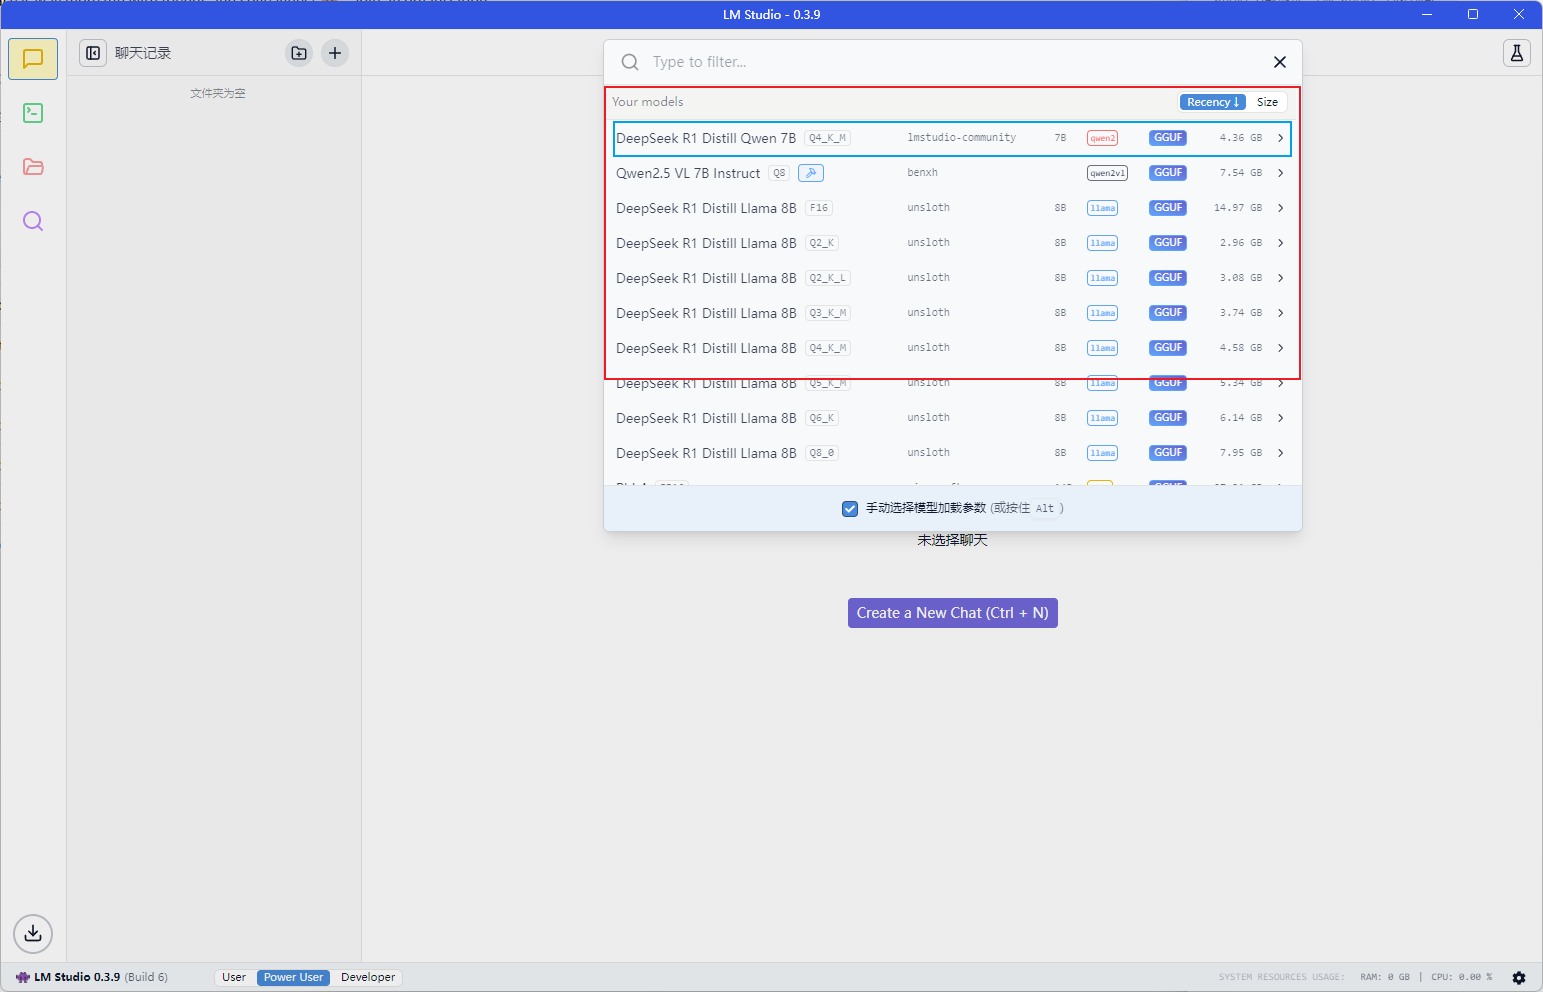 LM Studio - 0.3.9
聊天记录
文件夹为空
Type to filter...
Your models
Recency↓ Size
DeepSeek R1 Distill Qwen 7B Q4_K_M lmstudio-community 7B qwen2 GGUF 4.36 GB
Qwen2.5 VL 7B Instruct Q8 benxh qwen2vl GGUF 7.54 GB
DeepSeek R1 Distill Llama 8B F16 unsloth 8B llama GGUF 14.97 GB
DeepSeek R1 Distill Llama 8B Q2_K unsloth 8B llama GGUF 2.96 GB
DeepSeek R1 Distill Llama 8B Q2_K_L unsloth 8B llama GGUF 3.08 GB
DeepSeek R1 Distill Llama 8B Q3_K_M unsloth 8B llama GGUF 3.74 GB
DeepSeek R1 Distill Llama 8B Q4_K_M unsloth 8B llama GGUF 4.58 GB
DeepSeek R1 Distill Llama 8B Q5_K_M unsloth 8B llama GGUF 5.34 GB
DeepSeek R1 Distill Llama 8B Q6_K unsloth 8B llama GGUF 6.14 GB
DeepSeek R1 Distill Llama 8B Q8_0 unsloth 8B llama GGUF 7.95 GB
手动选择模型加载参数 (或按住 Alt )
未选择聊天
Create a New Chat (Ctrl + N)
LM Studio 0.3.9 (Build 6)
User Power User Developer
SYSTEM RESOURCES USAGE: RAM: 0 GB | CPU: 0.00 %